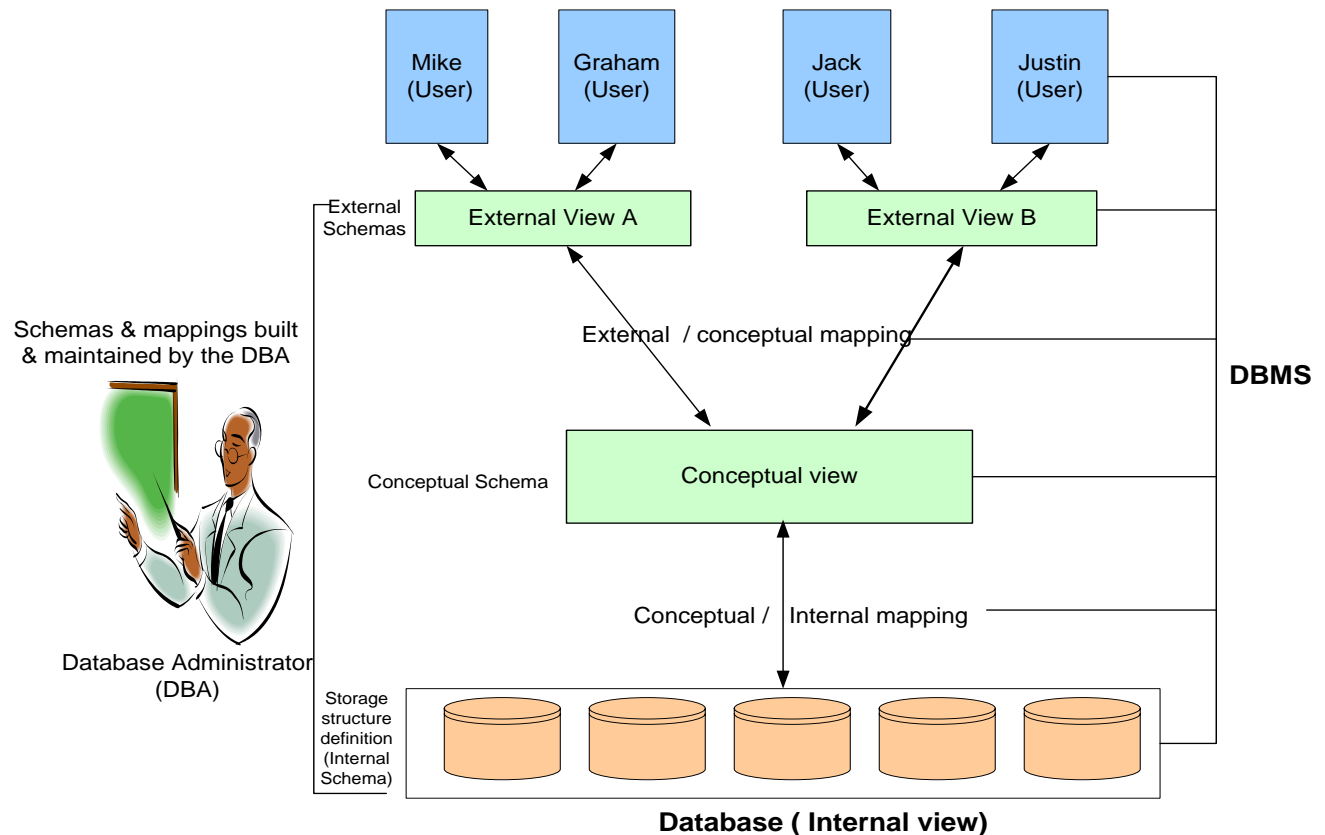 Mike
(User)
Graham
(User)
Jack
(User)
Justin
(User)
External
Schemas
External View A
External View B
Schemas & mappings built
& maintained by the DBA
External / conceptual mapping
DBMS
Conceptual Schema
Conceptual view
Conceptual / Internal mapping
Database Administrator
(DBA)
Storage
structure
definition
(Internal
Schema)
Database ( Internal view)